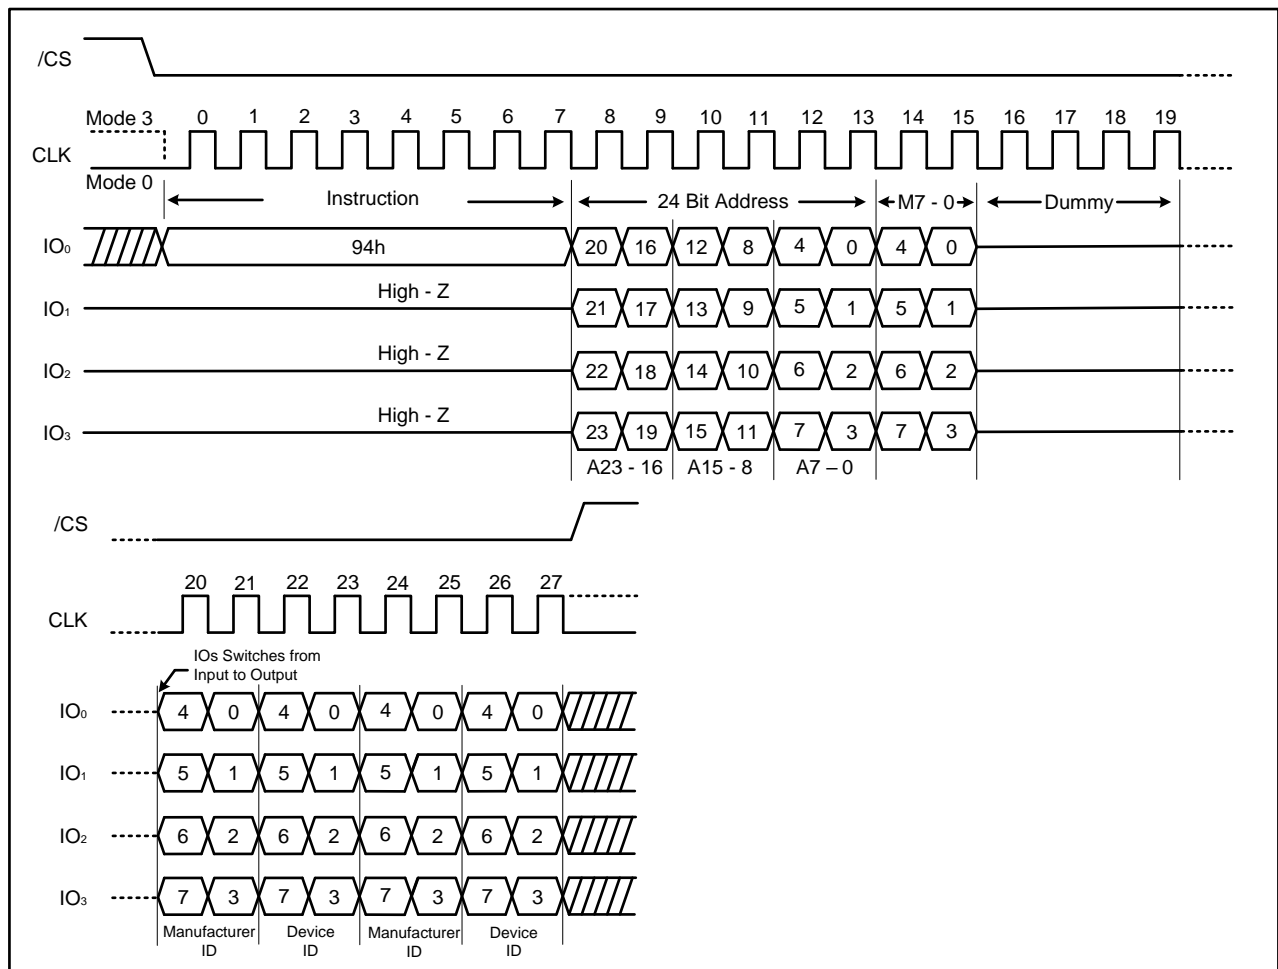 /CS
Mode 3 0 1 2 3 4 5 6 7 8 9 10 11 12 13 14 15 16 17 18 19
CLK
Mode 0
Instruction 24 Bit Address M7 - 0 Dummy
IO₀ 94h 20 16 12 8 4 0 4 0
High - Z
IO₁ 21 17 13 9 5 1 5 1
High - Z
IO₂ 22 18 14 10 6 2 6 2
High - Z
IO₃ 23 19 15 11 7 3 7 3
A23 - 16 A15 - 8 A7 – 0
/CS
20 21 22 23 24 25 26 27
CLK
IOs Switches from
Input to Output
IO₀ 4 0 4 0 4 0 4 0
IO₁ 5 1 5 1 5 1 5 1
IO₂ 6 2 6 2 6 2 6 2
IO₃ 7 3 7 3 7 3 7 3
Manufacturer Device Manufacturer Device
ID ID ID ID